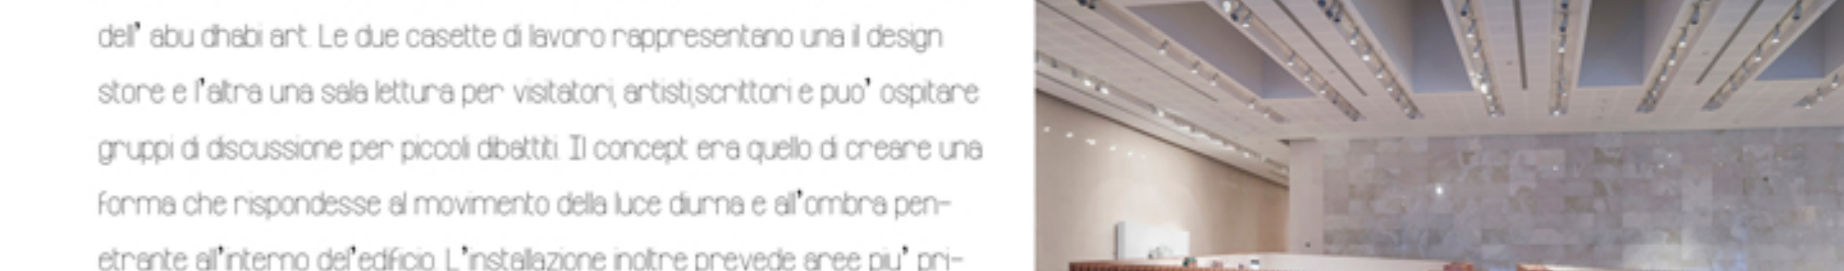 dell' abu dhabi art. Le due casette di lavoro rappresentano una il design
store e l'altra una sala lettura per visitatori, artisti,scrittori e puo' ospitare
gruppi di discussione per piccoli dibattiti. Il concept era quello di creare una
forma che rispondesse al movimento della luce diurna e all'ombra pen-
etrante all'interno del'edificio. L'installazione inoltre prevede aree piu' pri-